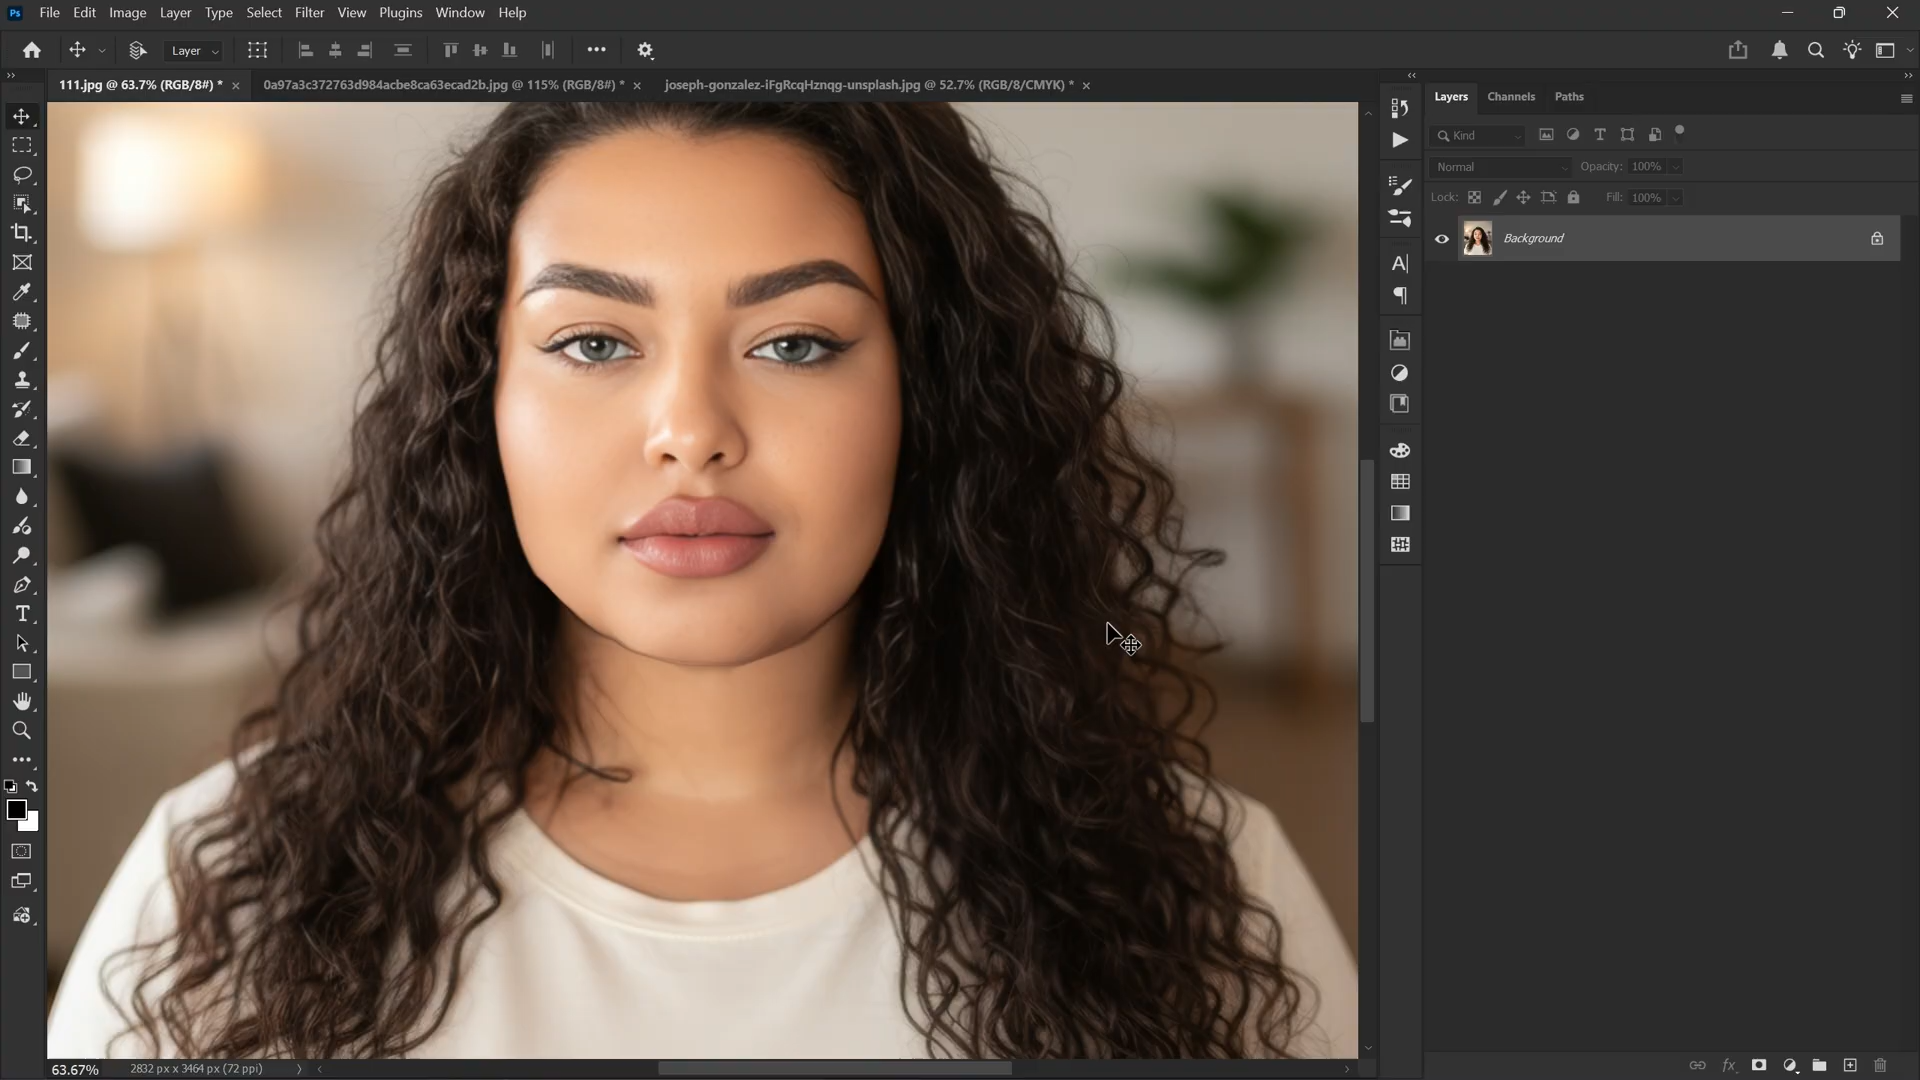 Ps File Edit Image Layer Type Select Filter View Plugins Window Help
Layer
111.jpg @ 63.7% (RGB/8#) * × 0a97a3c372763d984acbe8ca63ecad2b.jpg @ 115% (RGB/8#) * × joseph-gonzalez-iFgRcqHznqg-unsplash.jpg @ 52.7% (RGB/8/CMYK) * ×
Layers Channels Paths
Kind
Normal Opacity: 100%
Lock: Fill: 100%
Background
63.67% 2832 px x 3464 px (72 ppi)